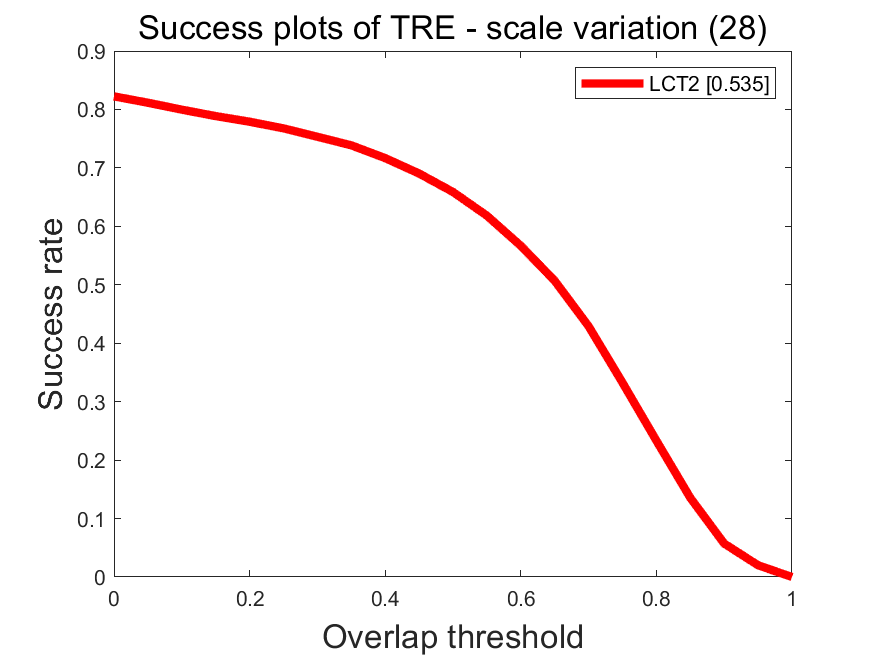 Success plots of TRE - scale variation (28)
LCT2 [0.535]
0.9
0.8
0.7
0.6
0.5
0.4
0.3
0.2
0.1
0
Success rate
0 0.2 0.4 0.6 0.8 1
Overlap threshold